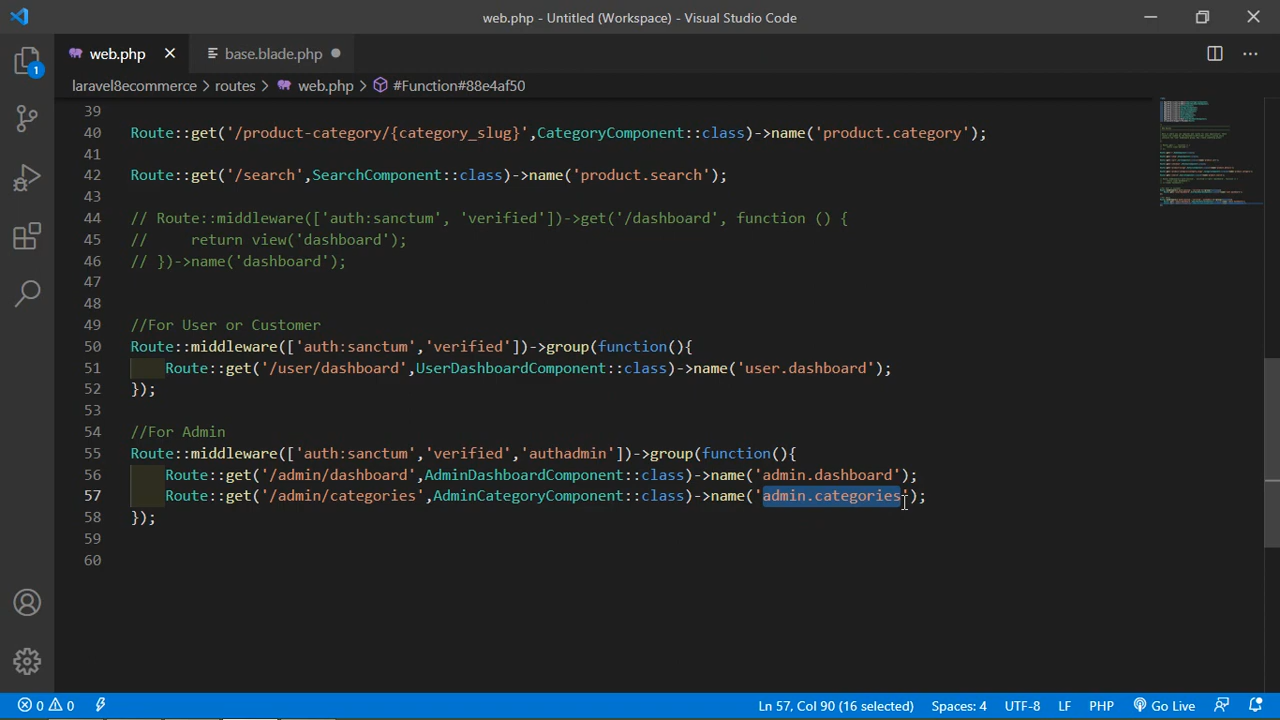 web.php - Untitled (Workspace) - Visual Studio Code
web.php
base.blade.php
laravel8ecommerce > routes > web.php > #Function#88e4af50
1
39
40 Route::get('/product-category/{category_slug}',CategoryComponent::class)->name('product.category');
41
42 Route::get('/search',SearchComponent::class)->name('product.search');
43
44 // Route::middleware(['auth:sanctum', 'verified'])->get('/dashboard', function () {
45 //     return view('dashboard');
46 // })->name('dashboard');
47
48
49 //For User or Customer
50 Route::middleware(['auth:sanctum','verified'])->group(function(){
51     Route::get('/user/dashboard',UserDashboardComponent::class)->name('user.dashboard');
52 });
53
54 //For Admin
55 Route::middleware(['auth:sanctum','verified','authadmin'])->group(function(){
56     Route::get('/admin/dashboard',AdminDashboardComponent::class)->name('admin.dashboard');
57     Route::get('/admin/categories',AdminCategoryComponent::class)->name('admin.categories');
58 });
59
60
0 0 Ln 57, Col 90 (16 selected) Spaces: 4 UTF-8 LF PHP Go Live